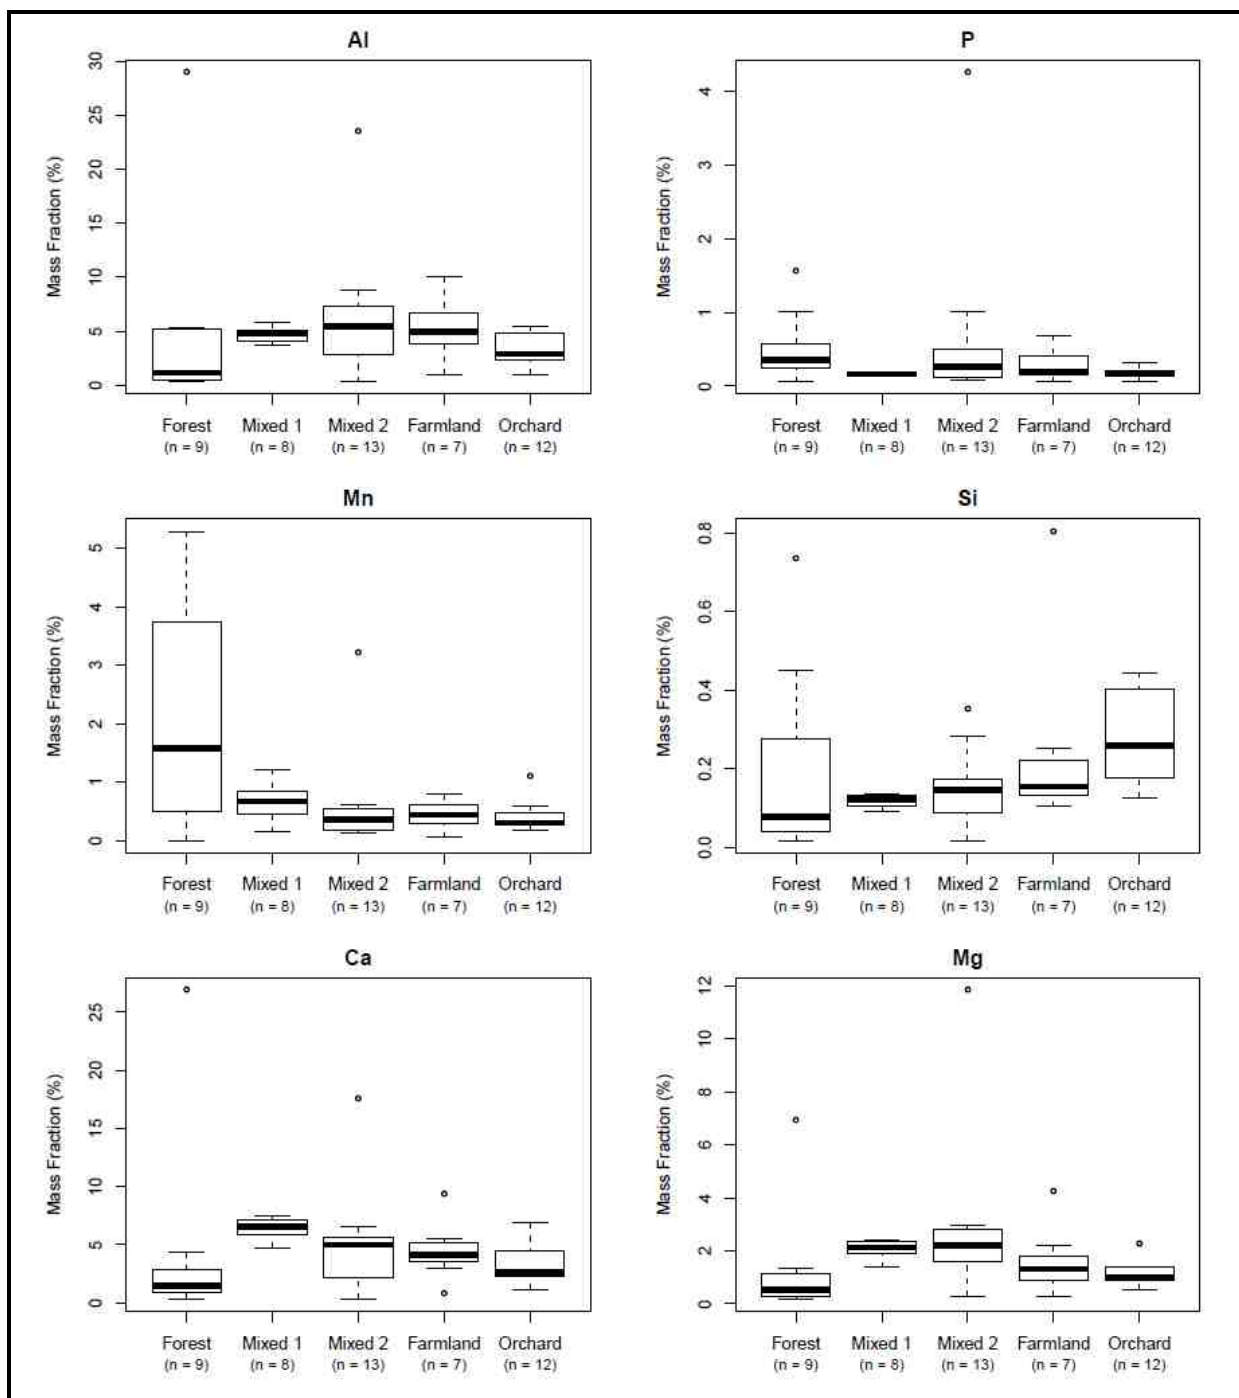 Al
Mass Fraction (%)
30
25
20
15
10
5
0
Forest Mixed 1 Mixed 2 Farmland Orchard
(n = 9) (n = 8) (n = 13) (n = 7) (n = 12)
P
Mass Fraction (%)
4
3
2
1
0
Forest Mixed 1 Mixed 2 Farmland Orchard
(n = 9) (n = 8) (n = 13) (n = 7) (n = 12)
Mn
Mass Fraction (%)
5
4
3
2
1
0
Forest Mixed 1 Mixed 2 Farmland Orchard
(n = 9) (n = 8) (n = 13) (n = 7) (n = 12)
Si
Mass Fraction (%)
0.8
0.6
0.4
0.2
0.0
Forest Mixed 1 Mixed 2 Farmland Orchard
(n = 9) (n = 8) (n = 13) (n = 7) (n = 12)
Ca
Mass Fraction (%)
25
20
15
10
5
0
Forest Mixed 1 Mixed 2 Farmland Orchard
(n = 9) (n = 8) (n = 13) (n = 7) (n = 12)
Mg
Mass Fraction (%)
12
10
8
6
4
2
0
Forest Mixed 1 Mixed 2 Farmland Orchard
(n = 9) (n = 8) (n = 13) (n = 7) (n = 12)